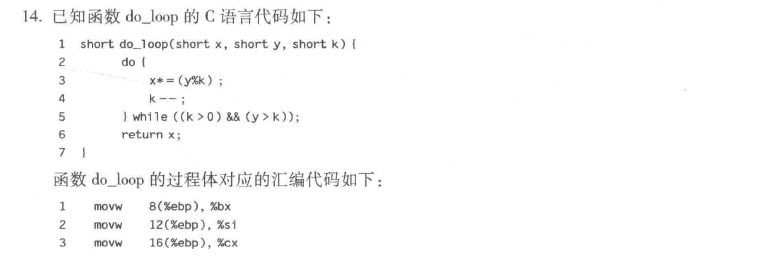 14. 已知函数 do_loop 的 C 语言代码如下：
1 short do_loop(short x, short y, short k) {
2 do {
3 x*=(y%k) ;
4 k-- ;
5 } while ((k>0) && (y>k));
6 return x;
7 }
函数 do_loop 的过程体对应的汇编代码如下：
1 movw 8(%ebp), %bx
2 movw 12(%ebp), %si
3 movw 16(%ebp), %cx